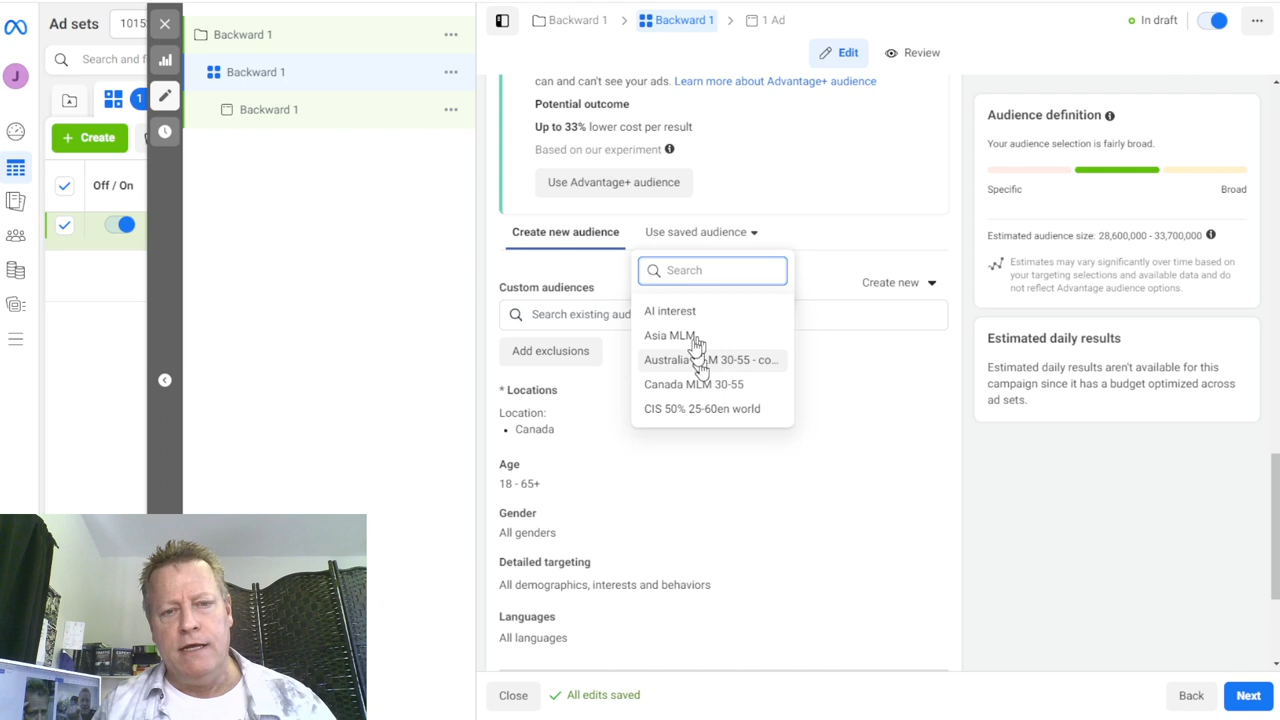 Ad sets
1015
Search and f
1
Create
Off / On
J
Backward 1
Backward 1
Backward 1
Backward 1
Backward 1
1 Ad
In draft
Edit
Review
can and can't see your ads. Learn more about Advantage+ audience
Potential outcome
Up to 33% lower cost per result
Based on our experiment
Use Advantage+ audience
Create new audience
Use saved audience
Search
AI interest
Asia MLM
Australia M 30-55 - co...
Canada MLM 30-55
CIS 50% 25-60en world
Custom audiences
Create new
Search existing aud
Add exclusions
* Locations
Location:
• Canada
Age
18 - 65+
Gender
All genders
Detailed targeting
All demographics, interests and behaviors
Languages
All languages
Close
All edits saved
Back
Next
Audience definition
Your audience selection is fairly broad.
Specific
Broad
Estimated audience size: 28,600,000 - 33,700,000
Estimates may vary significantly over time based on
your targeting selections and available data and do
not reflect Advantage audience options.
Estimated daily results
Estimated daily results aren't available for this
campaign since it has a budget optimized across
ad sets.